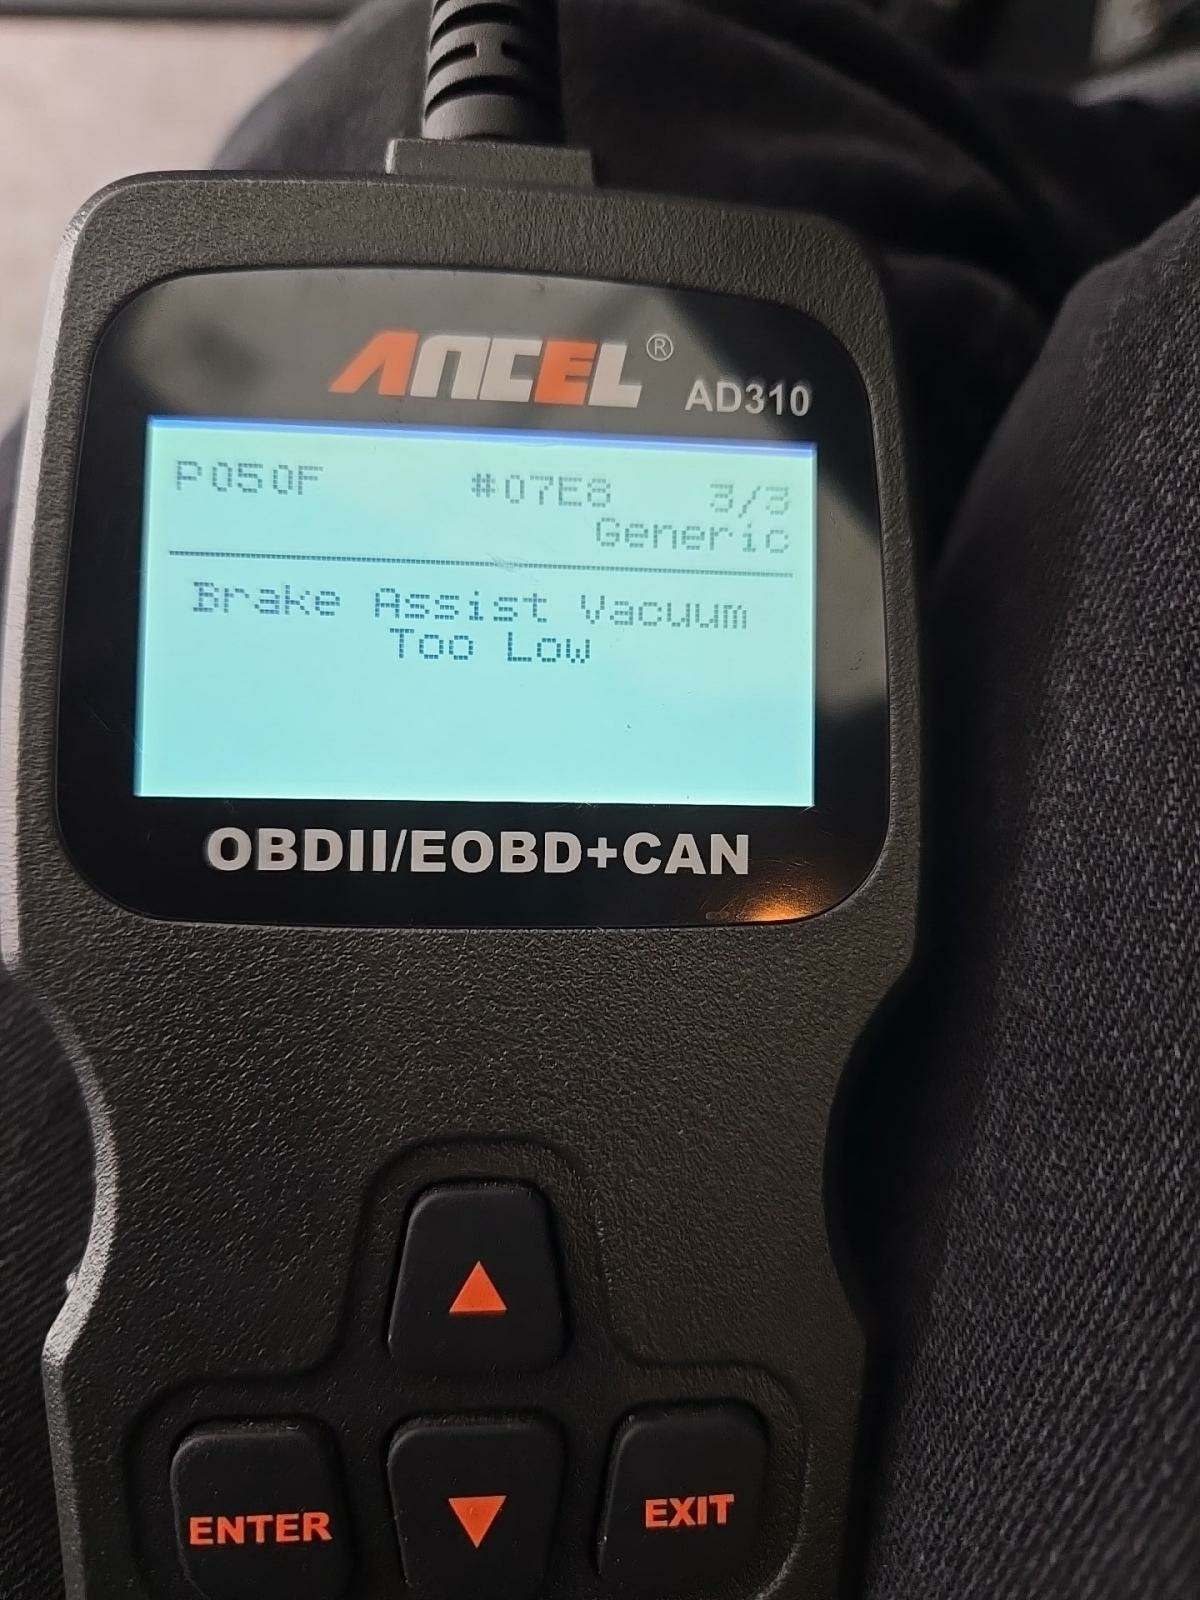 ANCEL® AD310
P050F #07E8 3/3
Generic
Brake Assist Vacuum
Too Low
OBDII/EOBD+CAN
ENTER
EXIT